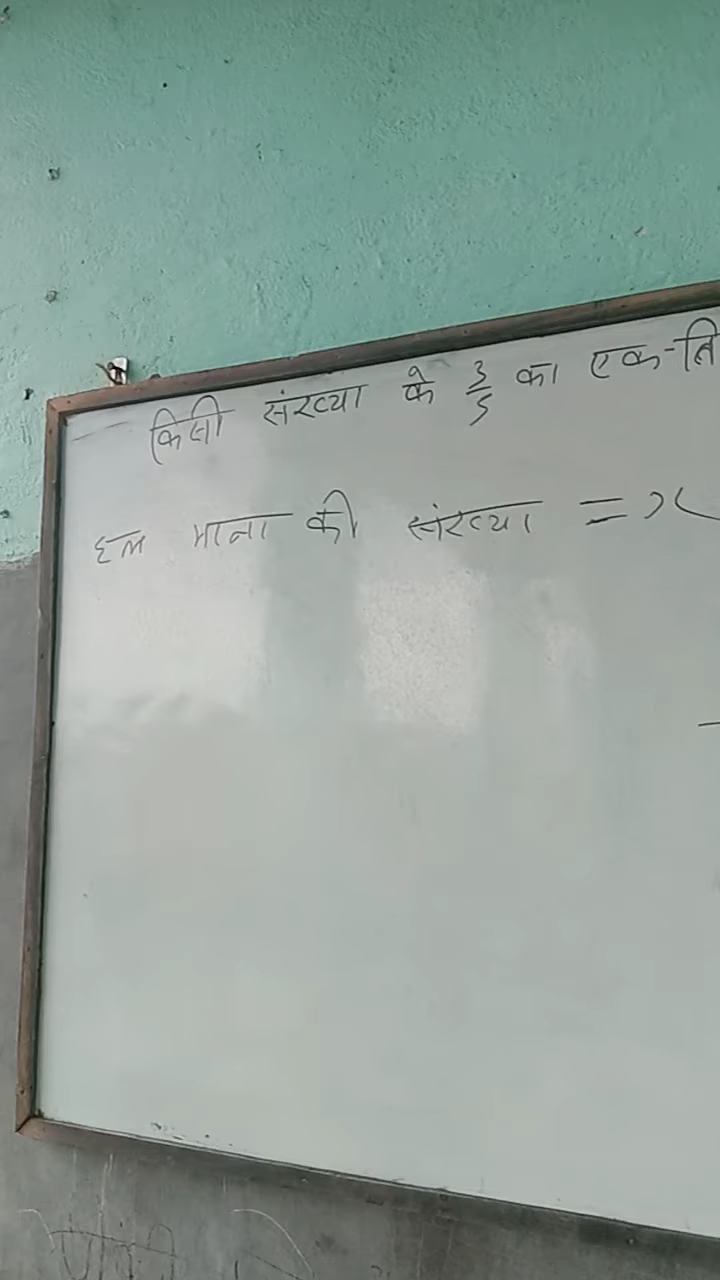 किसी संख्या के 3/5 का एक-ति
हल माना की संख्या = x